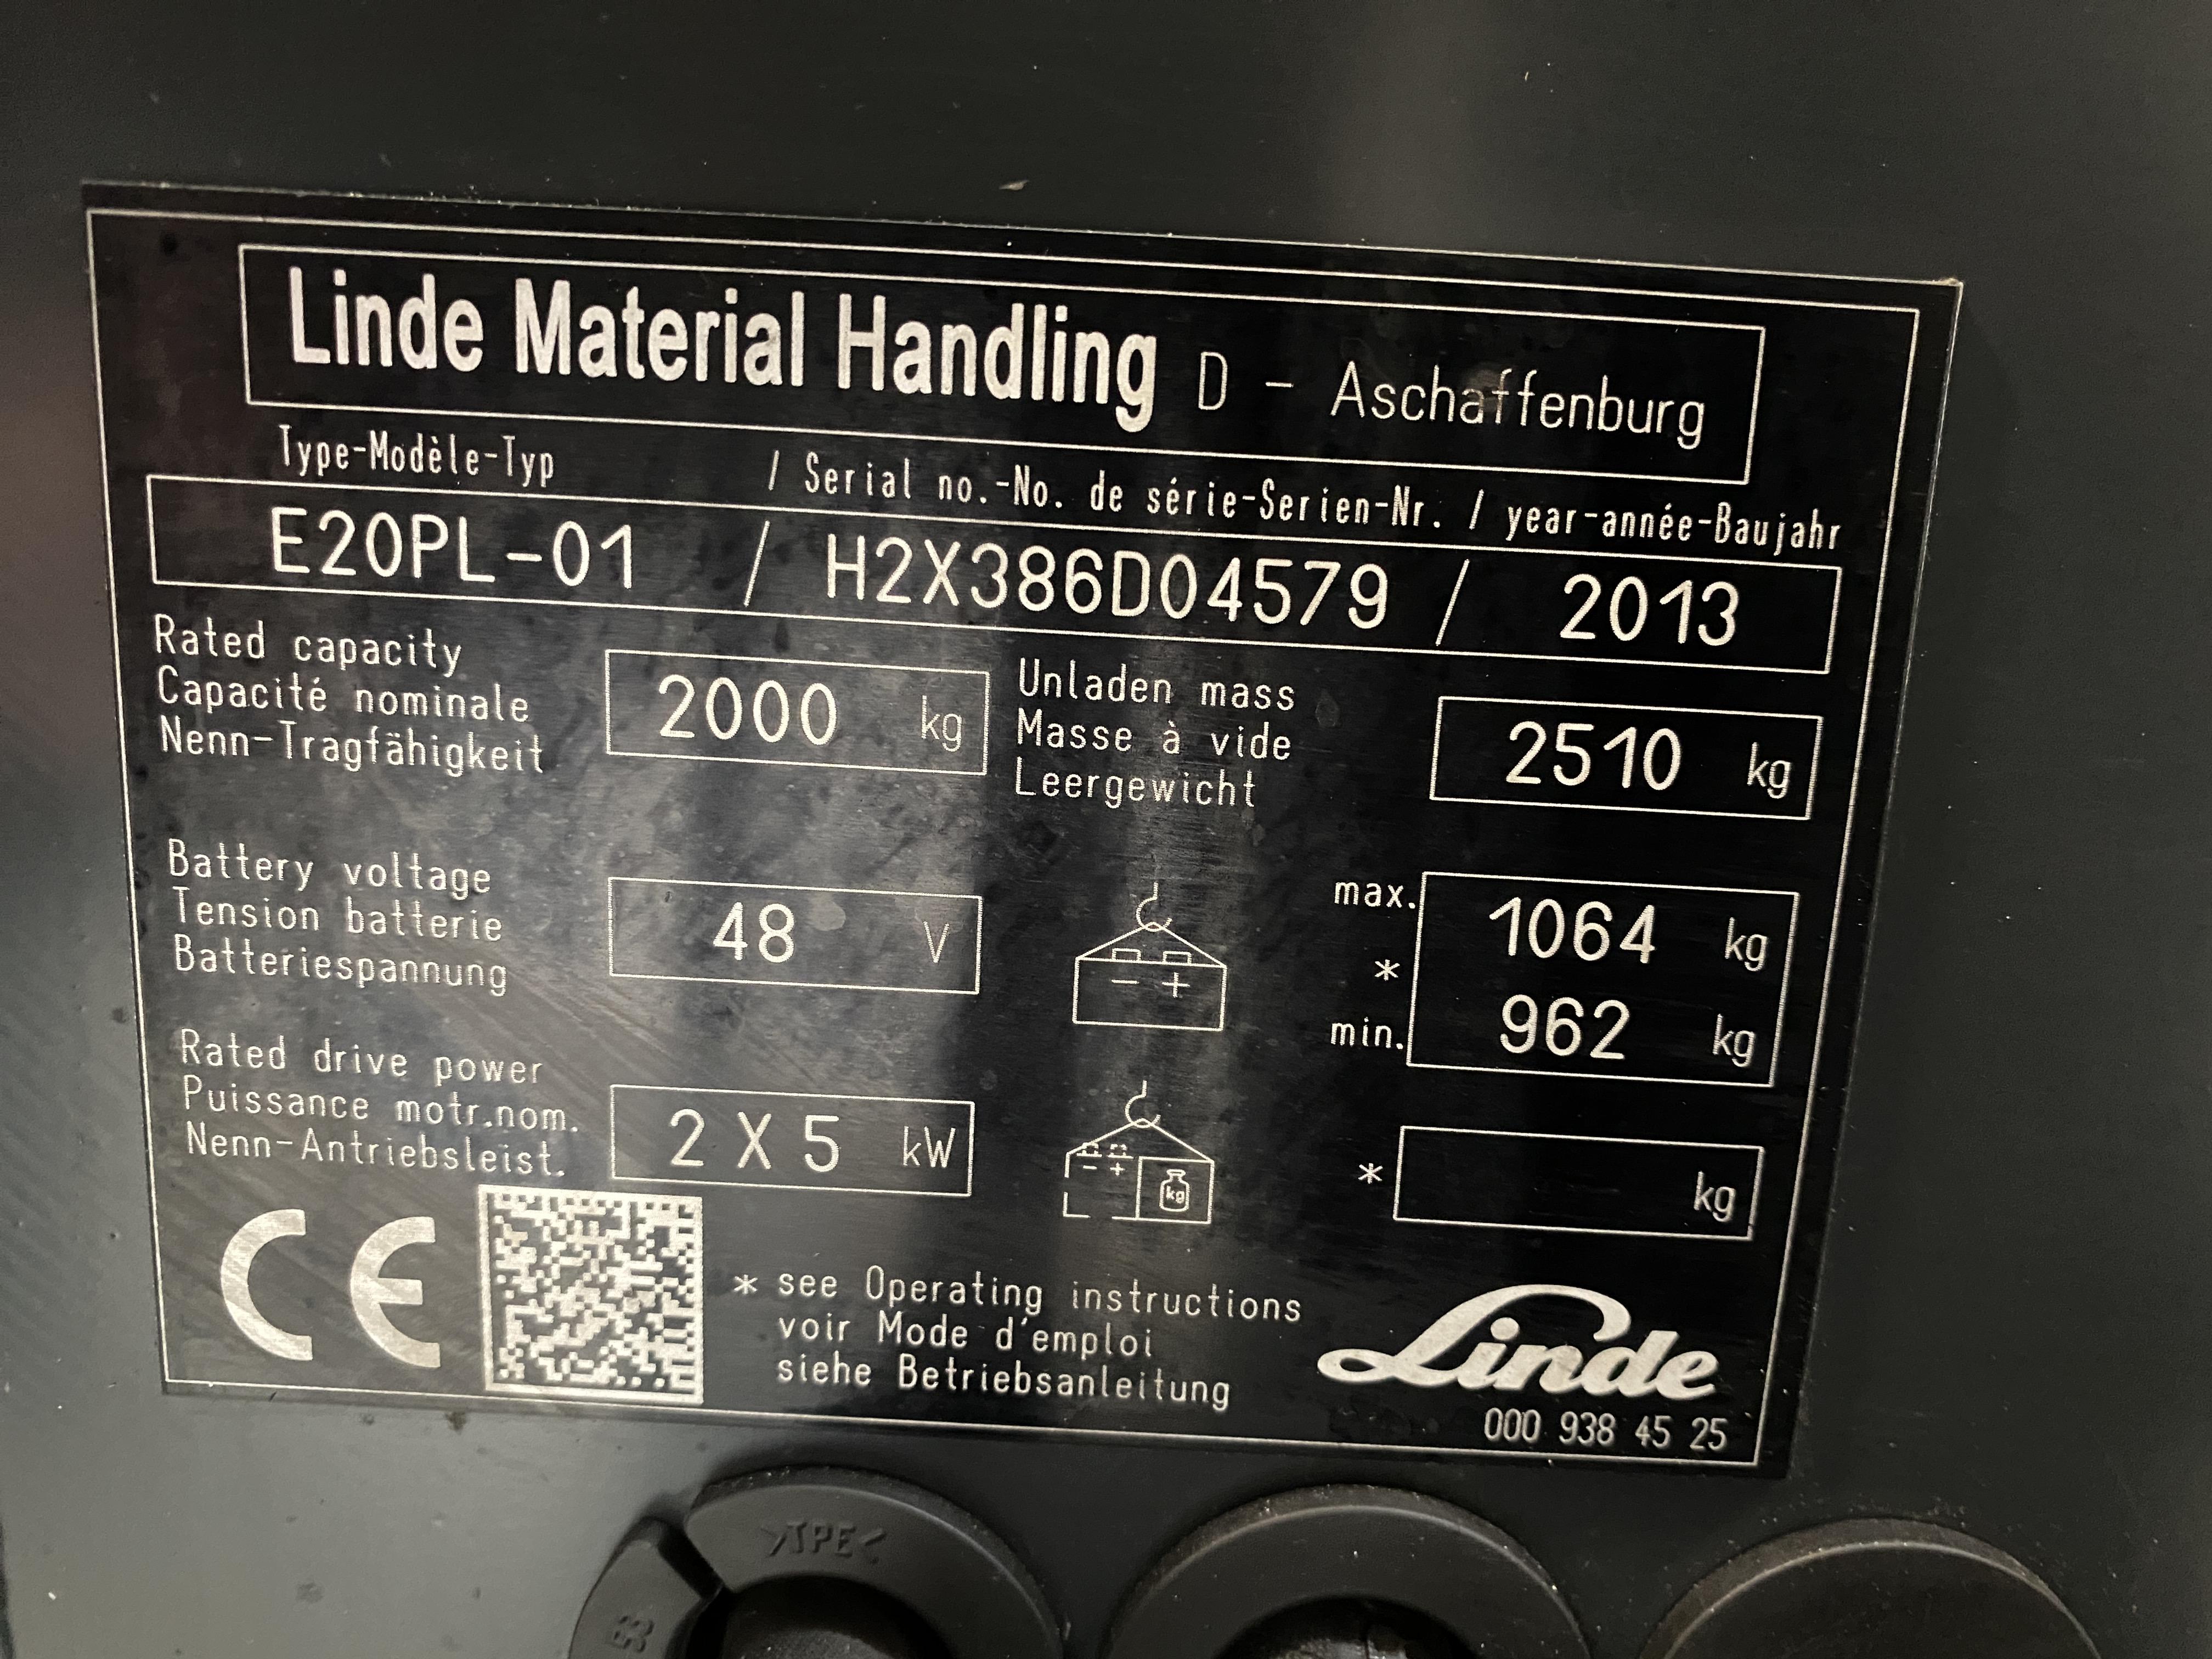 Linde Material Handling D - Aschaffenburg
Type-Modèle-Typ / Serial no.-No. de série-Serien-Nr. / year-année-Baujahr
E20PL-01 / H2X386D04579 / 2013
Rated capacity
Capacité nominale
Nenn-Tragfähigkeit
2000 kg
Unladen mass
Masse à vide
Leergewicht
2510 kg
Battery voltage
Tension batterie
Batteriespannung
48 V
- +
max. 1064 kg
*
min. 962 kg
Rated drive power
Puissance motr.nom.
Nenn-Antriebsleist.
2 X 5 kW
- +
kg
* kg
CE
* see Operating instructions
voir Mode d'emploi
siehe Betriebsanleitung
Linde
000 938 45 25
>TPE<